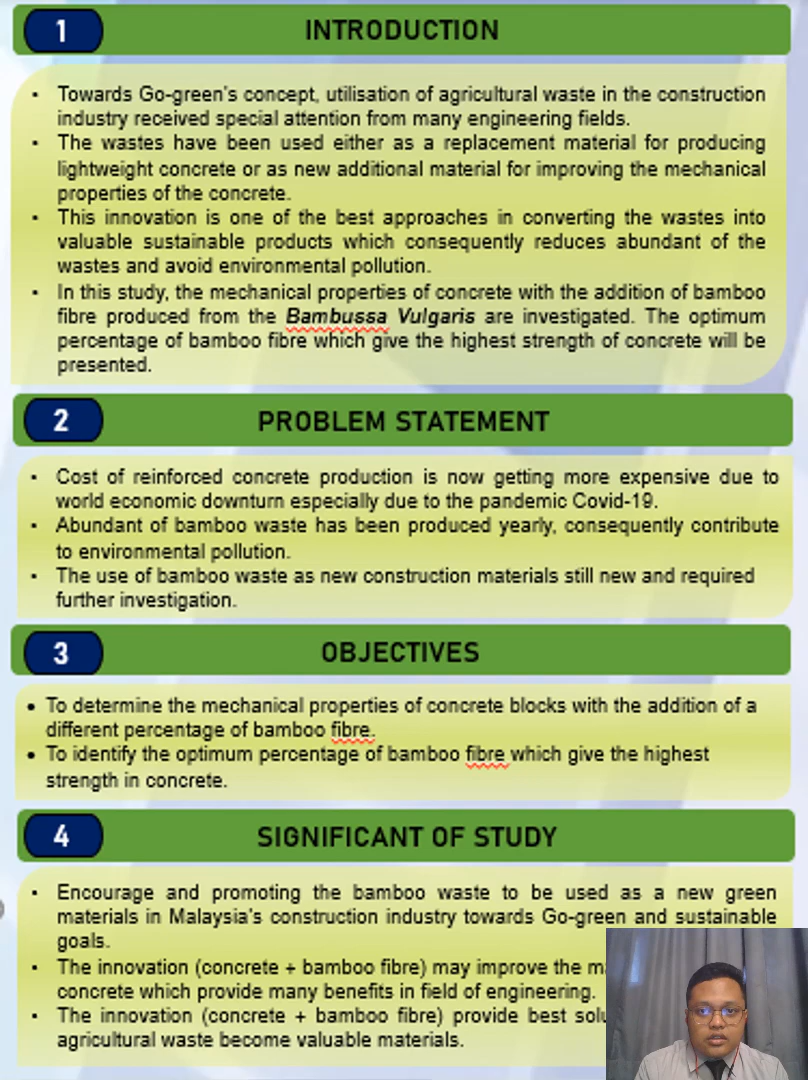 1 INTRODUCTION
• Towards Go-green's concept, utilisation of agricultural waste in the construction
industry received special attention from many engineering fields.
• The wastes have been used either as a replacement material for producing
lightweight concrete or as new additional material for improving the mechanical
properties of the concrete.
• This innovation is one of the best approaches in converting the wastes into
valuable sustainable products which consequently reduces abundant of the
wastes and avoid environmental pollution.
• In this study, the mechanical properties of concrete with the addition of bamboo
fibre produced from the Bambussa Vulgaris are investigated. The optimum
percentage of bamboo fibre which give the highest strength of concrete will be
presented.
2 PROBLEM STATEMENT
• Cost of reinforced concrete production is now getting more expensive due to
world economic downturn especially due to the pandemic Covid-19.
• Abundant of bamboo waste has been produced yearly, consequently contribute
to environmental pollution.
• The use of bamboo waste as new construction materials still new and required
further investigation.
3 OBJECTIVES
• To determine the mechanical properties of concrete blocks with the addition of a
different percentage of bamboo fibre.
• To identify the optimum percentage of bamboo fibre which give the highest
strength in concrete.
4 SIGNIFICANT OF STUDY
• Encourage and promoting the bamboo waste to be used as a new green
materials in Malaysia's construction industry towards Go-green and sustainable
goals.
• The innovation (concrete + bamboo fibre) may improve the
concrete which provide many benefits in field of engineering.
• The innovation (concrete + bamboo fibre) provide best
agricultural waste become valuable materials.